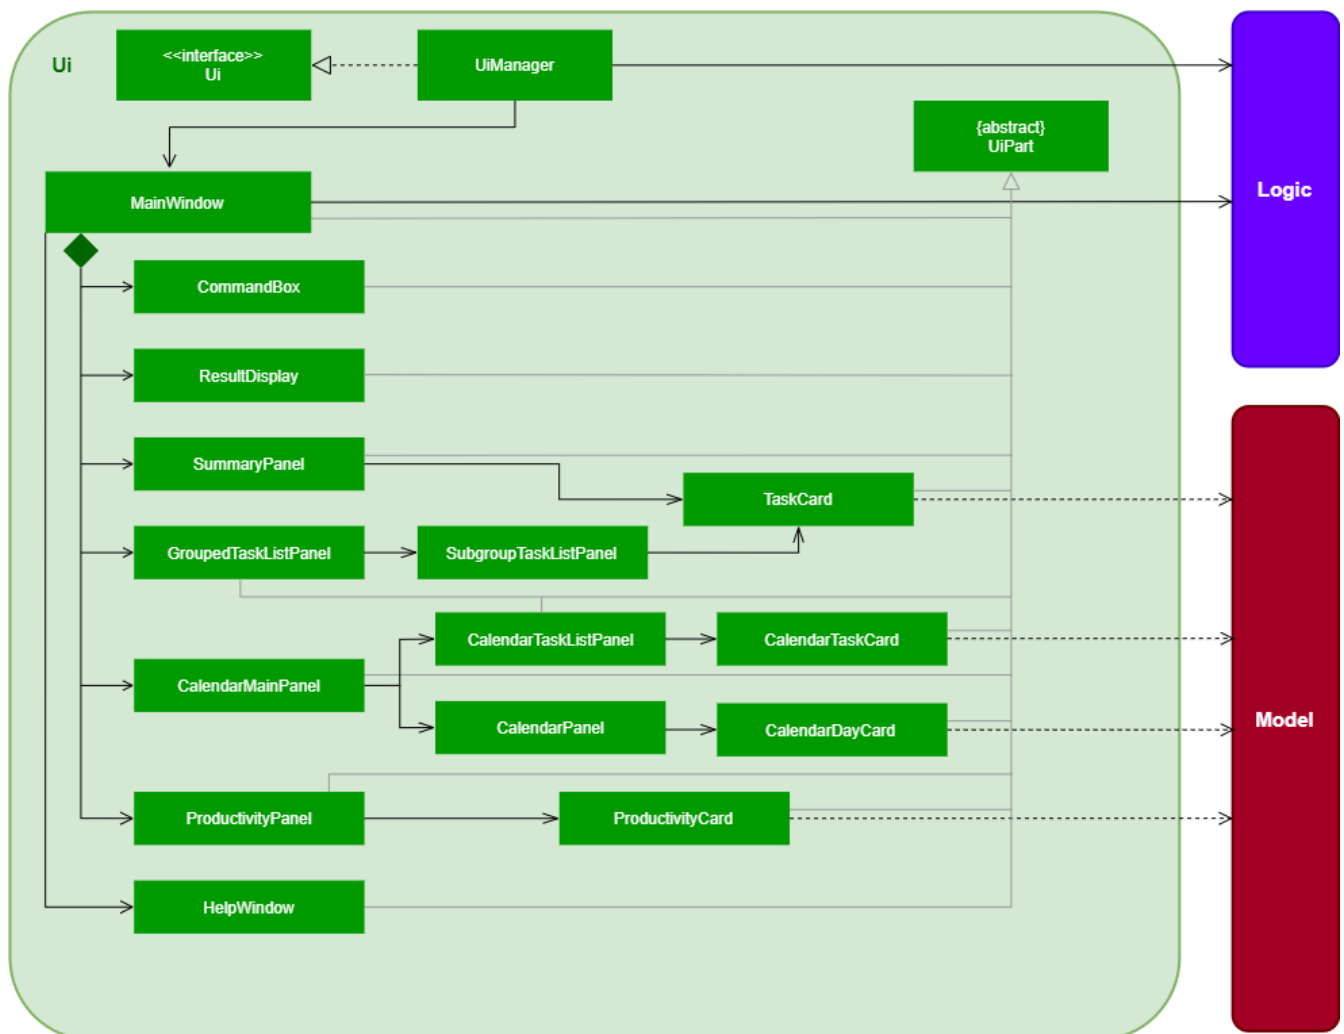 Ui
<<interface>>
Ui
UiManager
{abstract}
UiPart
Logic
MainWindow
CommandBox
ResultDisplay
SummaryPanel
TaskCard
GroupedTaskListPanel
SubgroupTaskListPanel
CalendarTaskListPanel
CalendarTaskCard
CalendarMainPanel
CalendarPanel
CalendarDayCard
Model
ProductivityPanel
ProductivityCard
HelpWindow